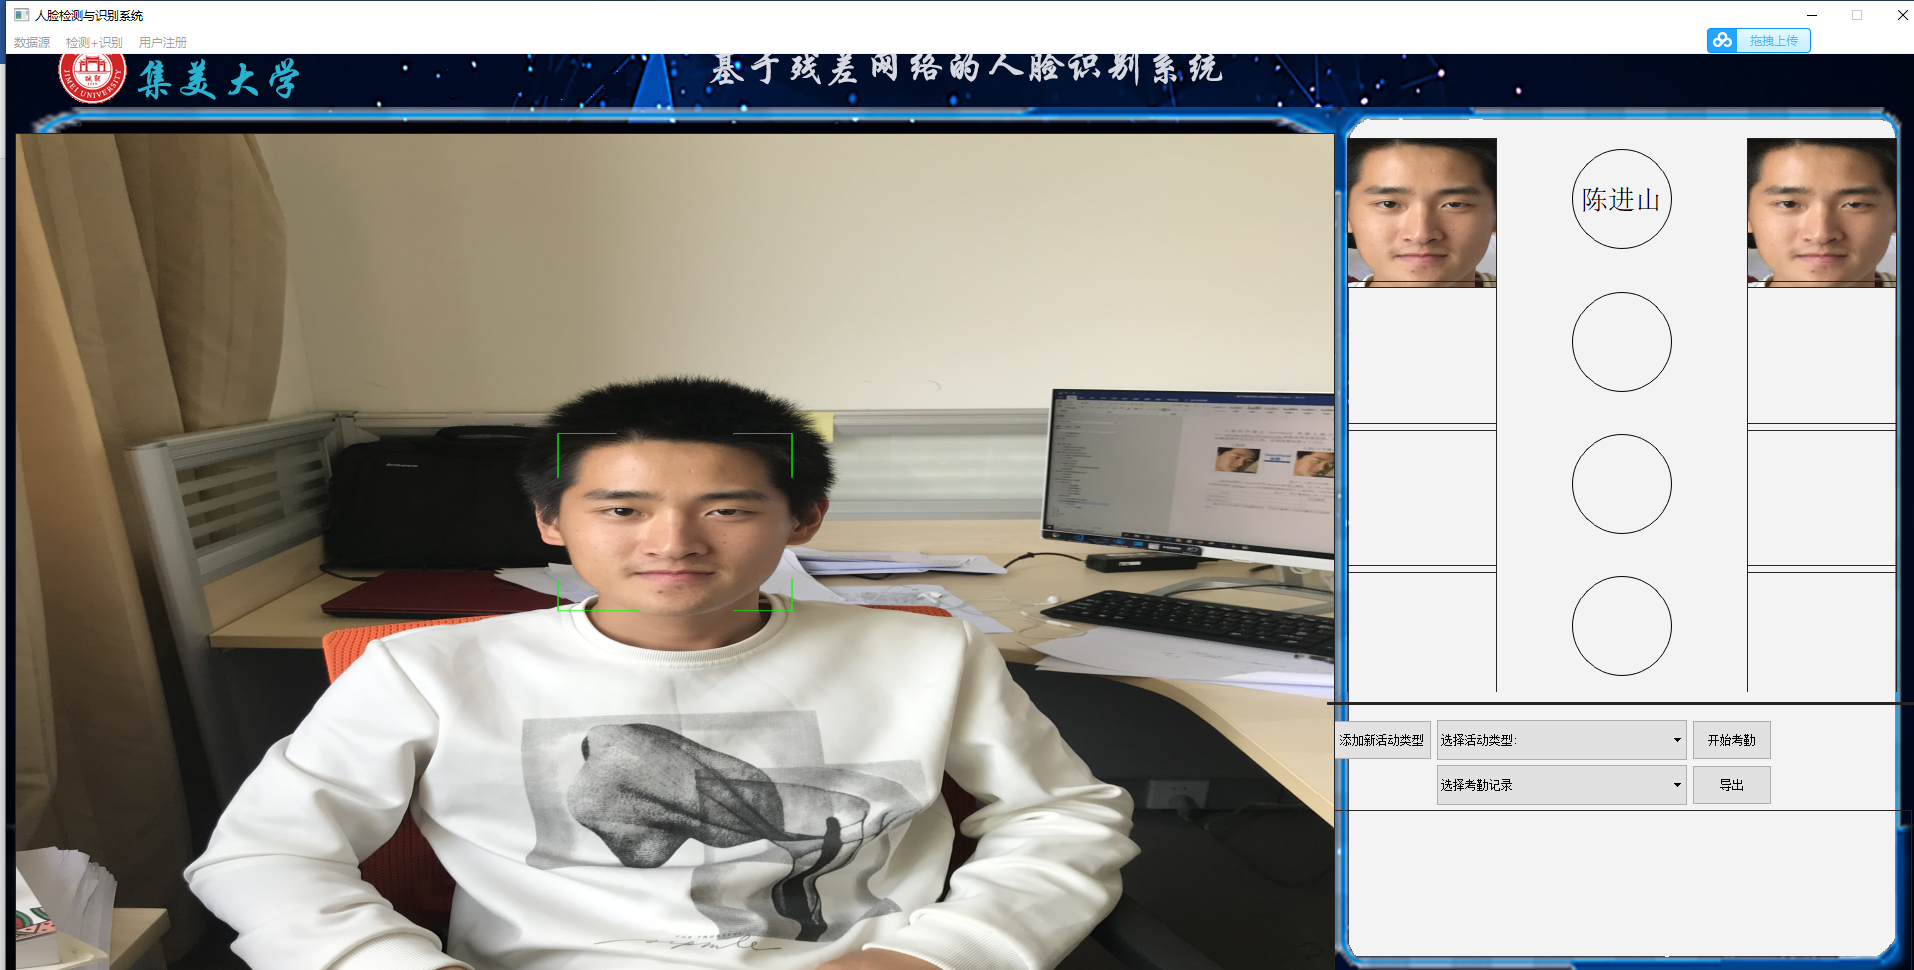 人脸检测与识别系统
数据源 检测+识别 用户注册
拖拽上传
JIMEI UNIVERSITY
集美大学
基于残差网络的人脸识别系统
陈进山
添加新活动类型 选择活动类型: 开始考勤
选择考勤记录 导出